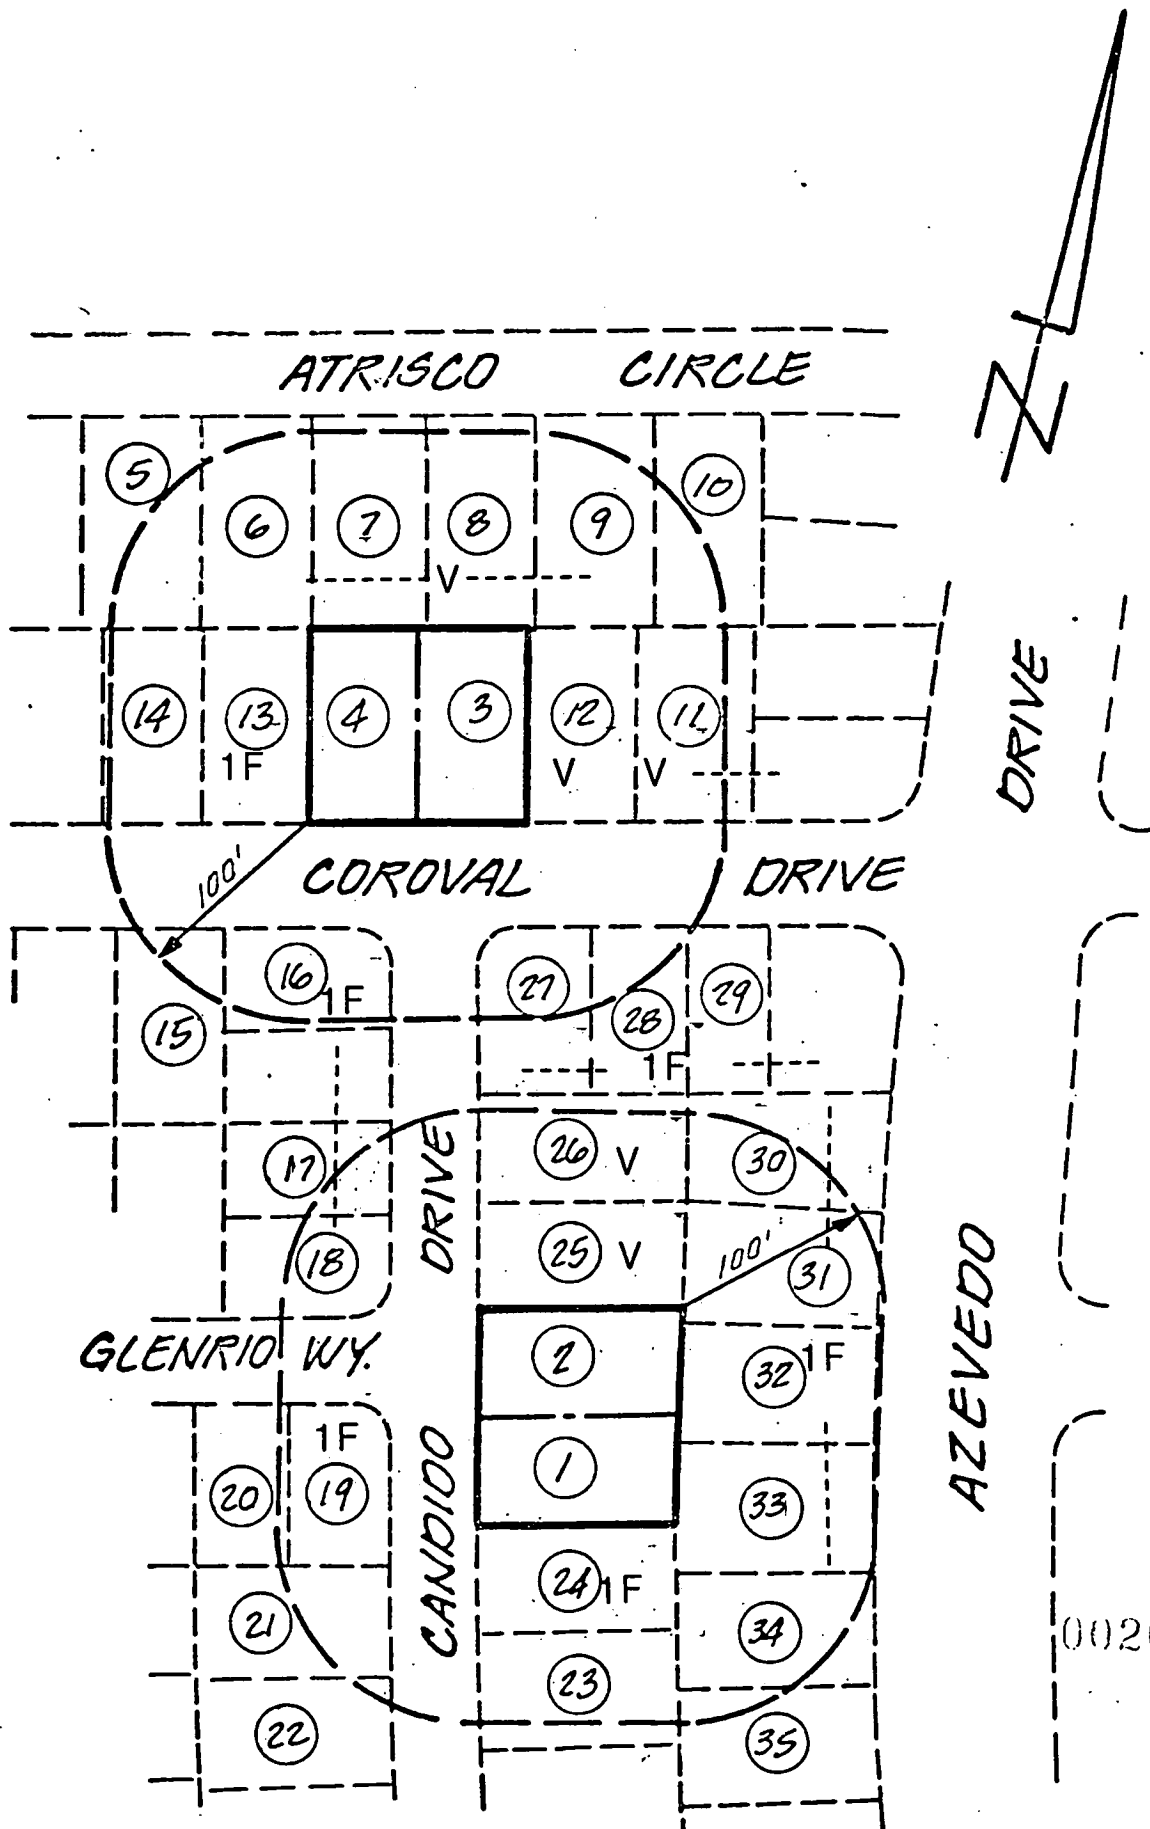 N
ATRISCO CIRCLE
5
6
7
8
9
10
V
14
13
4
3
12
11
1F
V
V
DRIVE
100'
COROVAL DRIVE
16
1F
27
28
29
15
1F
17
26
V
30
DRIVE
18
25
V
100'
31
GLENRIO WY.
2
32
1F
AZEVEDO
1F
20
19
1
33
CANDIDO
24
1F
21
34
23
22
35